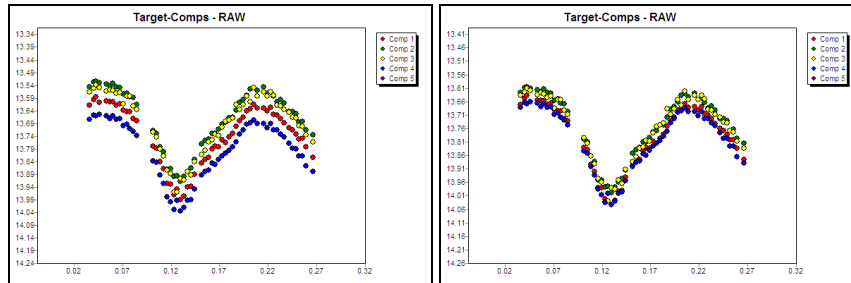 Target-Comps - RAW
13.34
13.39
13.44
13.49
13.54
13.59
13.64
13.69
13.74
13.79
13.84
13.89
13.94
13.99
14.04
14.09
14.14
14.19
14.24
0.02 0.07 0.12 0.17 0.22 0.27 0.32
Comp 1
Comp 2
Comp 3
Comp 4
Comp 5
Target-Comps - RAW
13.41
13.46
13.51
13.56
13.61
13.66
13.71
13.76
13.81
13.86
13.91
13.96
14.01
14.06
14.11
14.16
14.21
14.26
0.02 0.07 0.12 0.17 0.22 0.27 0.32
Comp 1
Comp 2
Comp 3
Comp 4
Comp 5